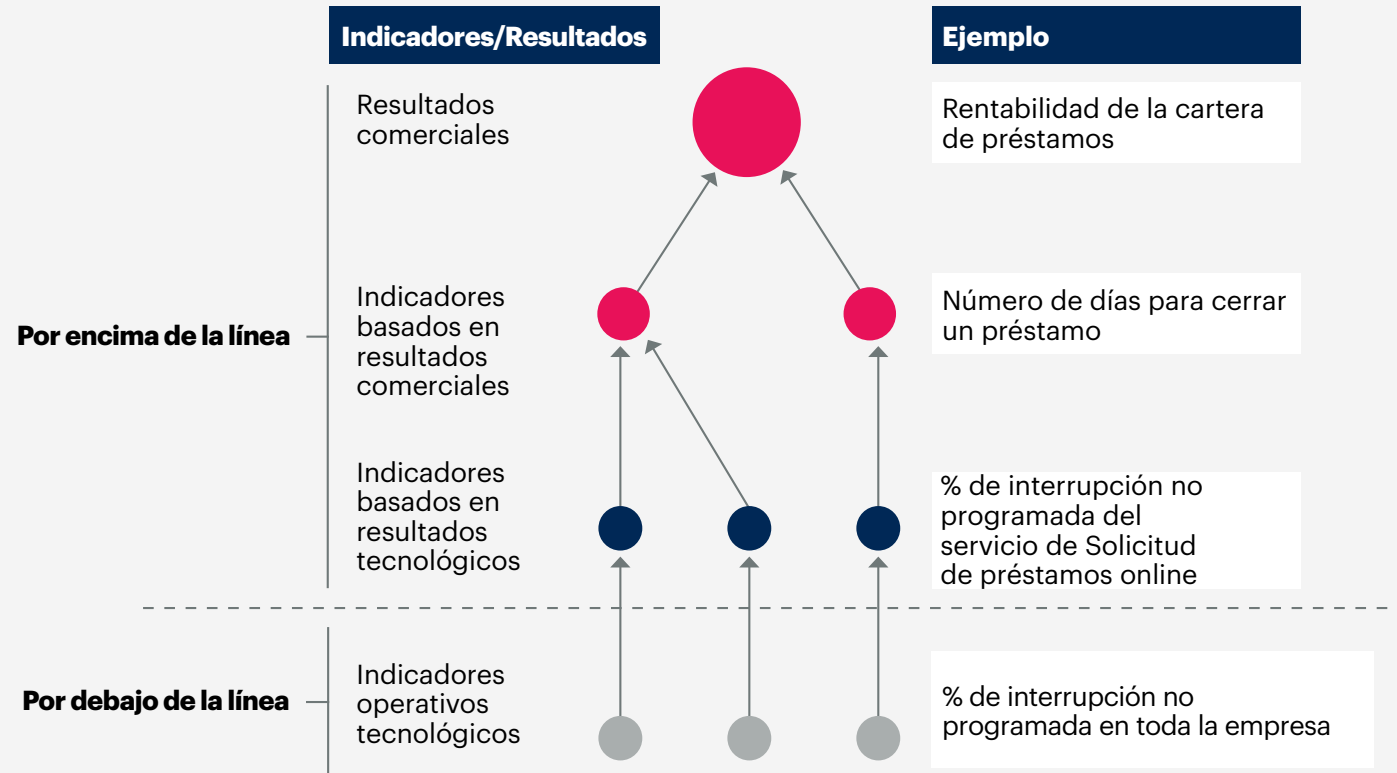 Indicadores/Resultados
Ejemplo
Resultados
comerciales
Rentabilidad de la cartera
de préstamos
Por encima de la línea
Indicadores
basados en
resultados
comerciales
Número de días para cerrar
un préstamo
Indicadores
basados en
resultados
tecnológicos
% de interrupción no
programada del
servicio de Solicitud
de préstamos online
Por debajo de la línea
Indicadores
operativos
tecnológicos
% de interrupción no
programada en toda la empresa